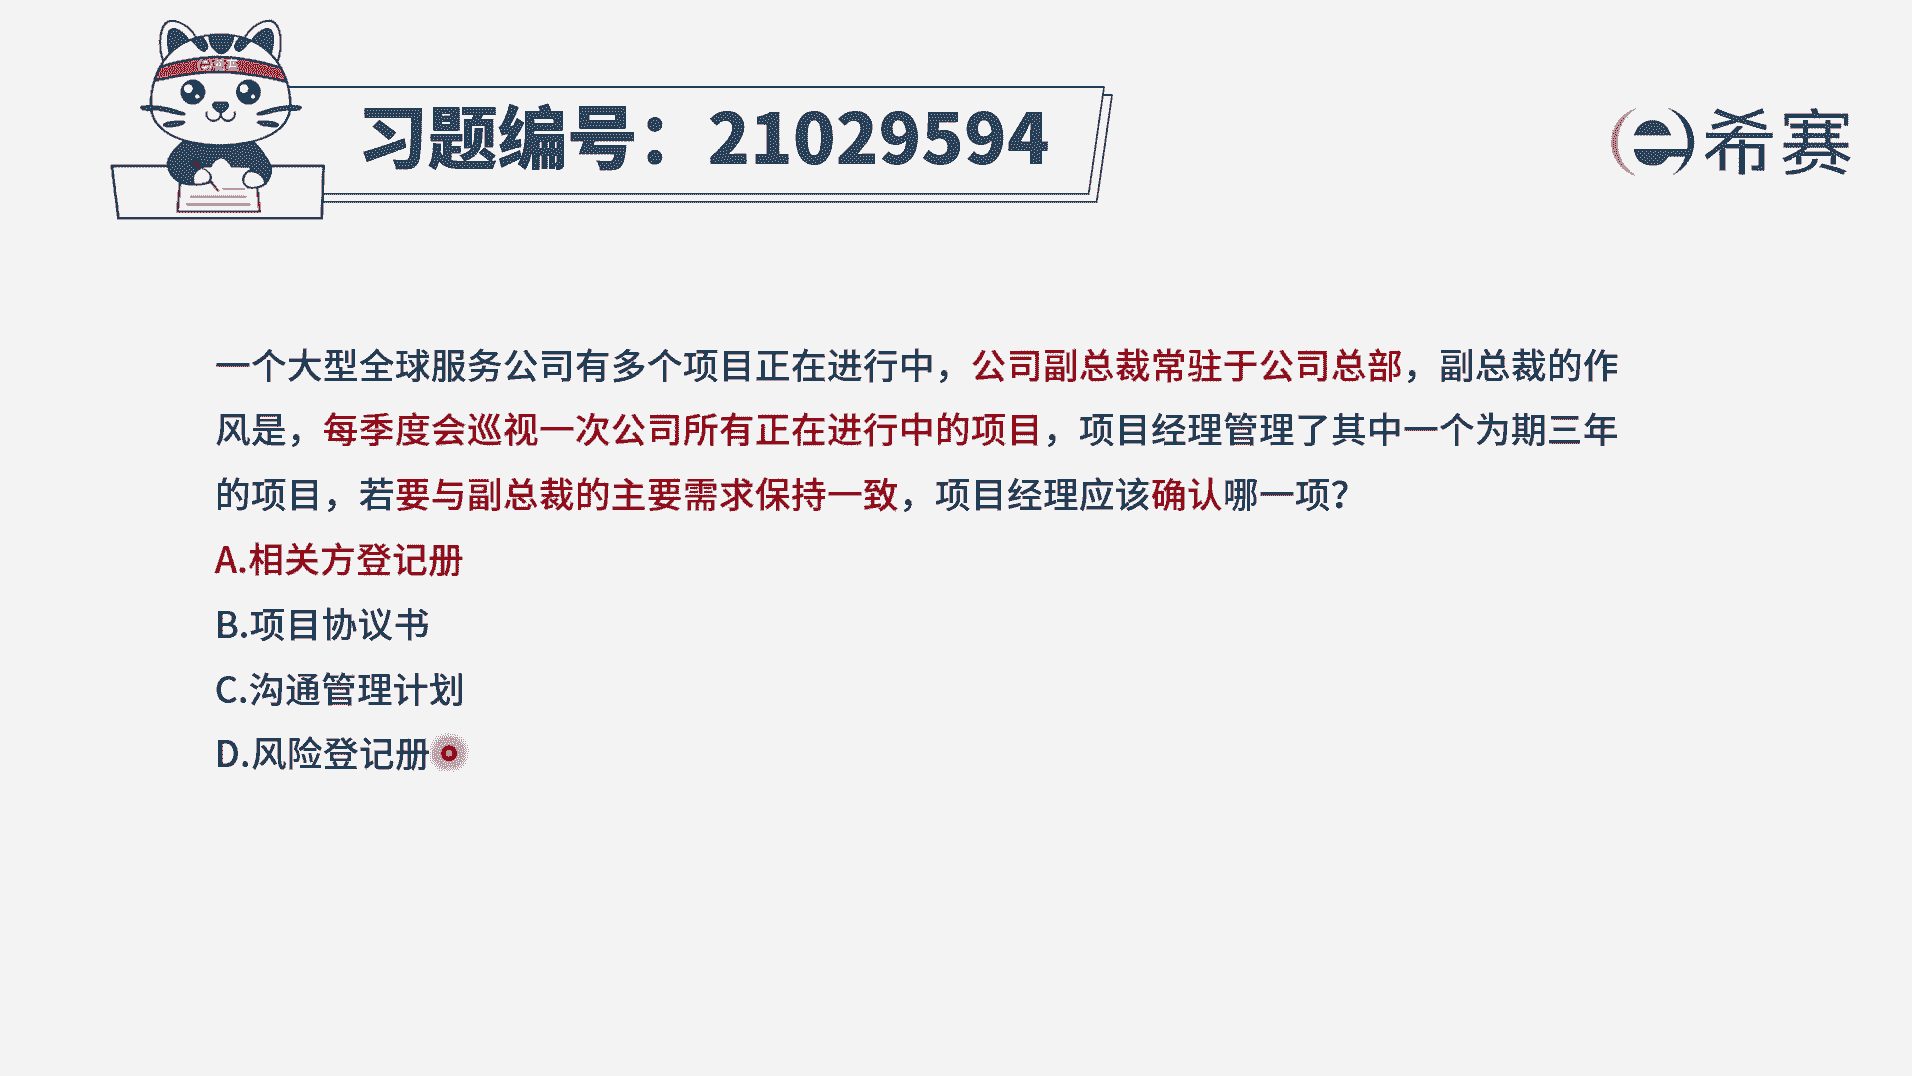 习题编号：21029594
希赛
一个大型全球服务公司有多个项目正在进行中，公司副总裁常驻于公司总部，副总裁的作
风是，每季度会巡视一次公司所有正在进行中的项目，项目经理管理了其中一个为期三年
的项目，若要与副总裁的主要需求保持一致，项目经理应该确认哪一项？
A.相关方登记册
B.项目协议书
C.沟通管理计划
D.风险登记册